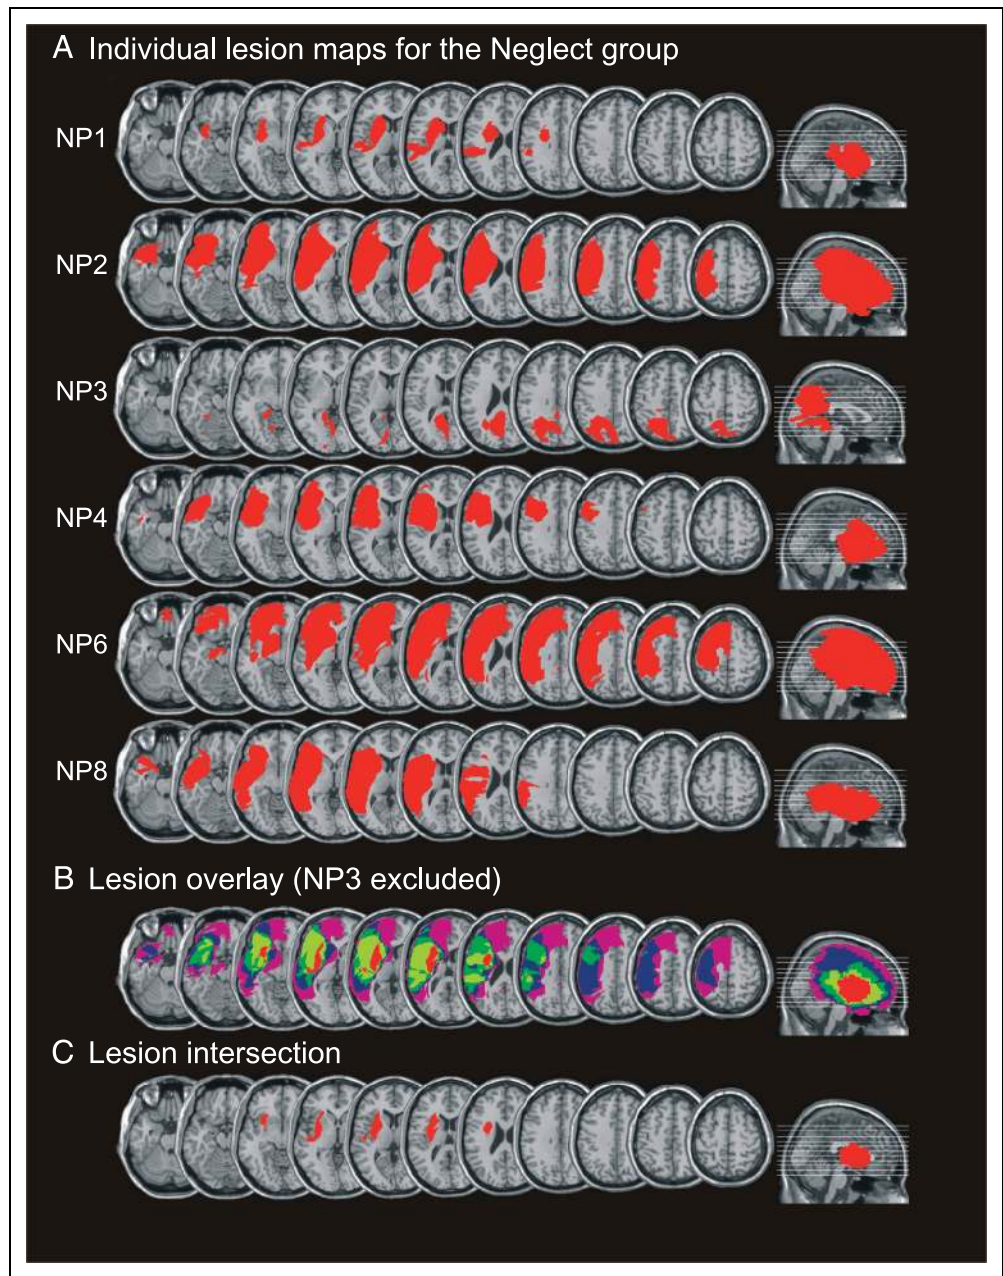 A Individual lesion maps for the Neglect group
NP1
NP2
NP3
NP4
NP6
NP8
B Lesion overlay (NP3 excluded)
C Lesion intersection